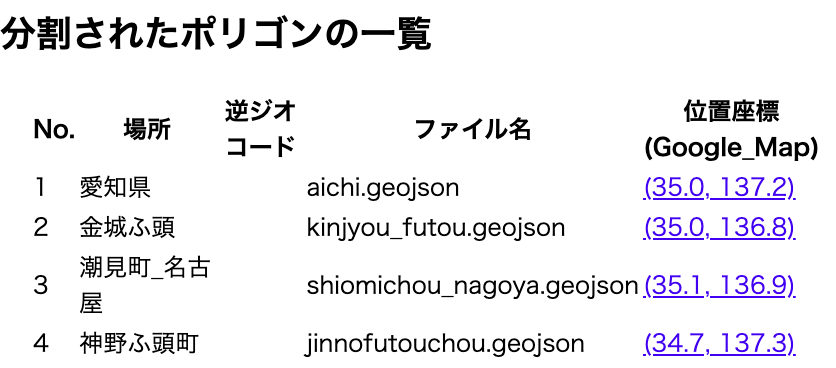 分割されたポリゴンの一覧
No. 場所 逆ジオコード ファイル名 位置座標(Google_Map)
1 愛知県 aichi.geojson (35.0, 137.2)
2 金城ふ頭 kinjyou_futou.geojson (35.0, 136.8)
3 潮見町_名古屋 shiomichou_nagoya.geojson (35.1, 136.9)
4 神野ふ頭町 jinnofutouchou.geojson (34.7, 137.3)